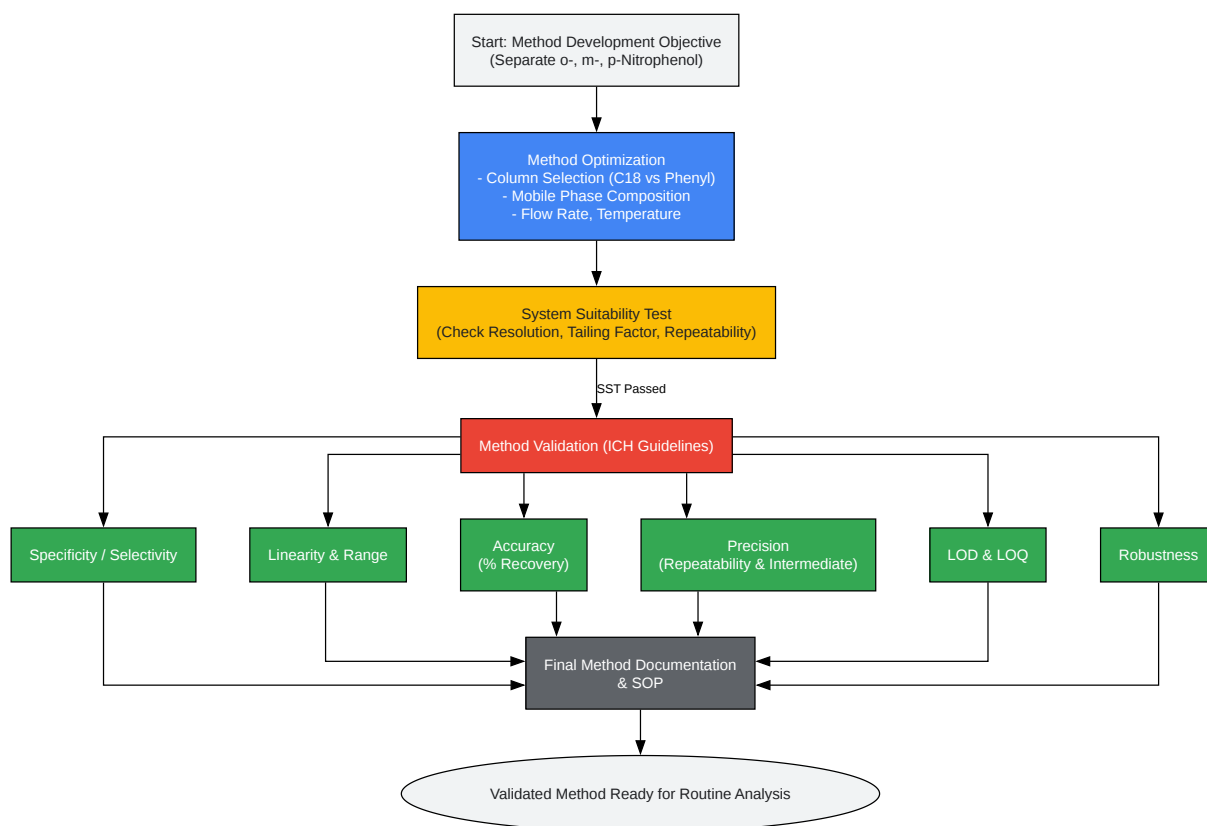 Start: Method Development Objective
(Separate o-, m-, p-Nitrophenol)
Method Optimization
- Column Selection (C18 vs Phenyl)
- Mobile Phase Composition
- Flow Rate, Temperature
System Suitability Test
(Check Resolution, Tailing Factor, Repeatability)
SST Passed
Method Validation (ICH Guidelines)
Specificity / Selectivity
Linearity & Range
Accuracy
(% Recovery)
Precision
(Repeatability & Intermediate)
LOD & LOQ
Robustness
Final Method Documentation
& SOP
Validated Method Ready for Routine Analysis